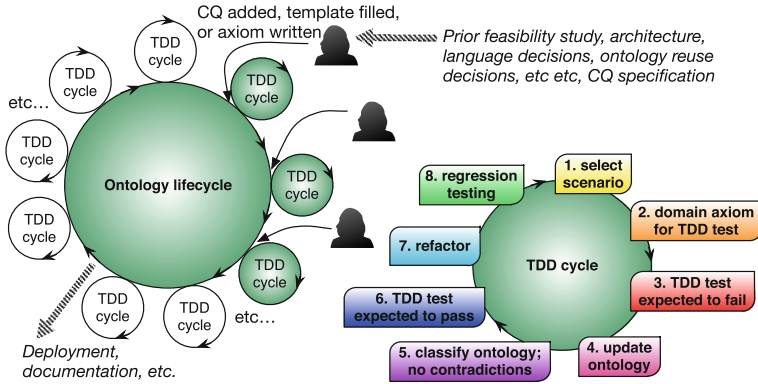 CQ added, template filled,
or axiom written
Prior feasibility study, architecture,
language decisions, ontology reuse
decisions, etc etc, CQ specification
TDD
cycle
TDD
cycle
TDD
cycle
etc…
TDD
cycle
Ontology lifecycle
TDD
cycle
TDD
cycle
TDD
cycle
TDD
cycle
TDD
cycle
etc…
Deployment,
documentation, etc.
1. select
scenario
2. domain axiom
for TDD test
3. TDD test
expected to fail
4. update
ontology
5. classify ontology;
no contradictions
6. TDD test
expected to pass
7. refactor
8. regression
testing
TDD cycle